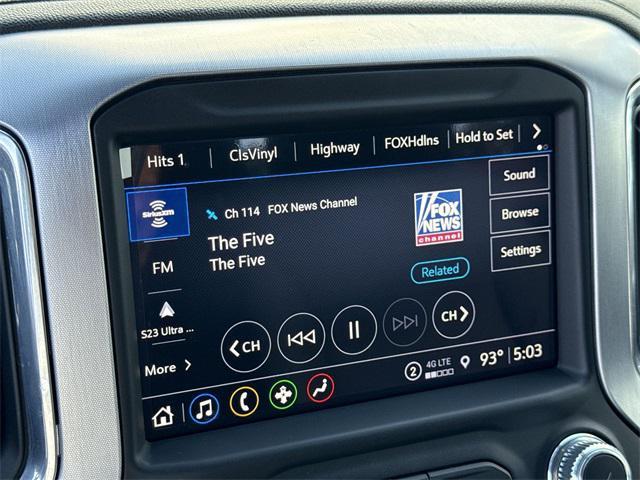 Hits 1 ClsVinyl Highway FOXHdlns Hold to Set
SiriusXM
Ch 114 FOX News Channel
The Five
The Five
FOX
NEWS
channel
Related
Sound
Browse
Settings
FM
S23 Ultra ...
More
CH
CH
2 4G LTE 93° 5:03